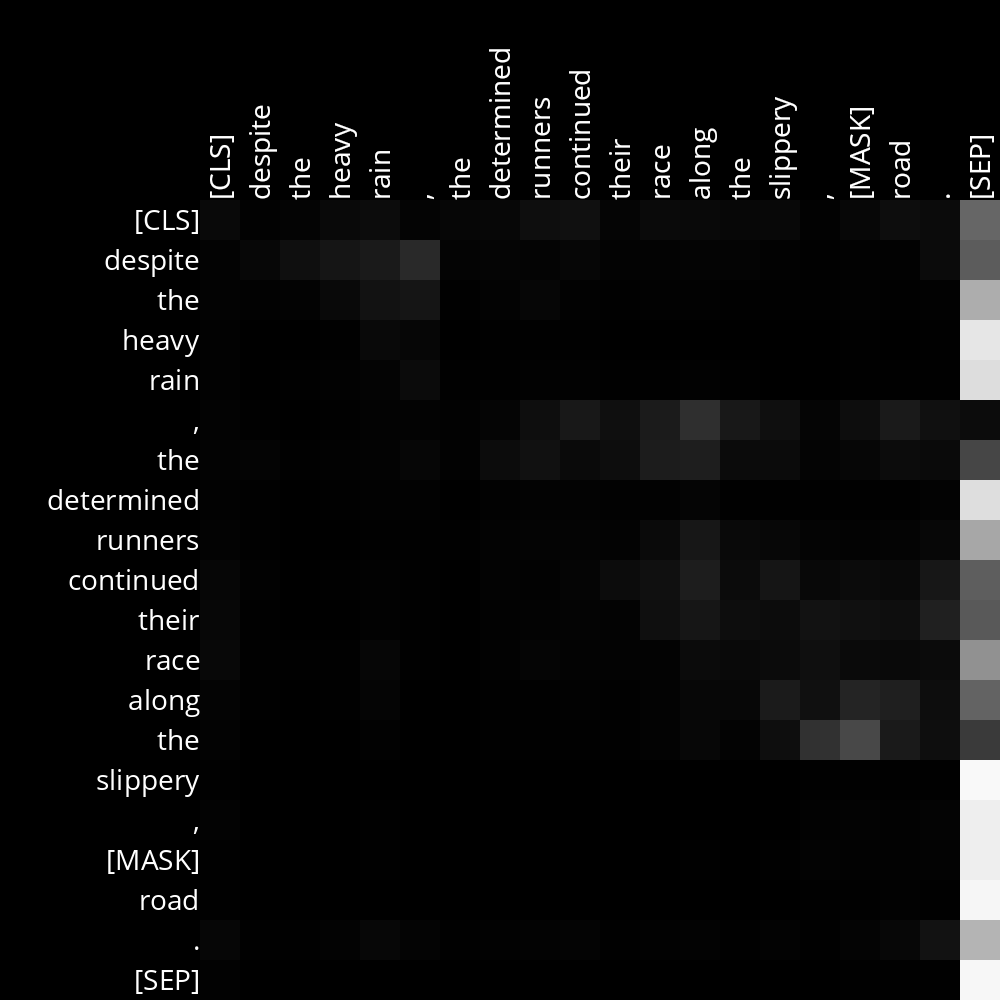 [CLS] despite the heavy rain , the determined runners continued their race along the slippery , [MASK] road . [SEP]
[CLS]
despite
the
heavy
rain
,
the
determined
runners
continued
their
race
along
the
slippery
,
[MASK]
road
.
[SEP]